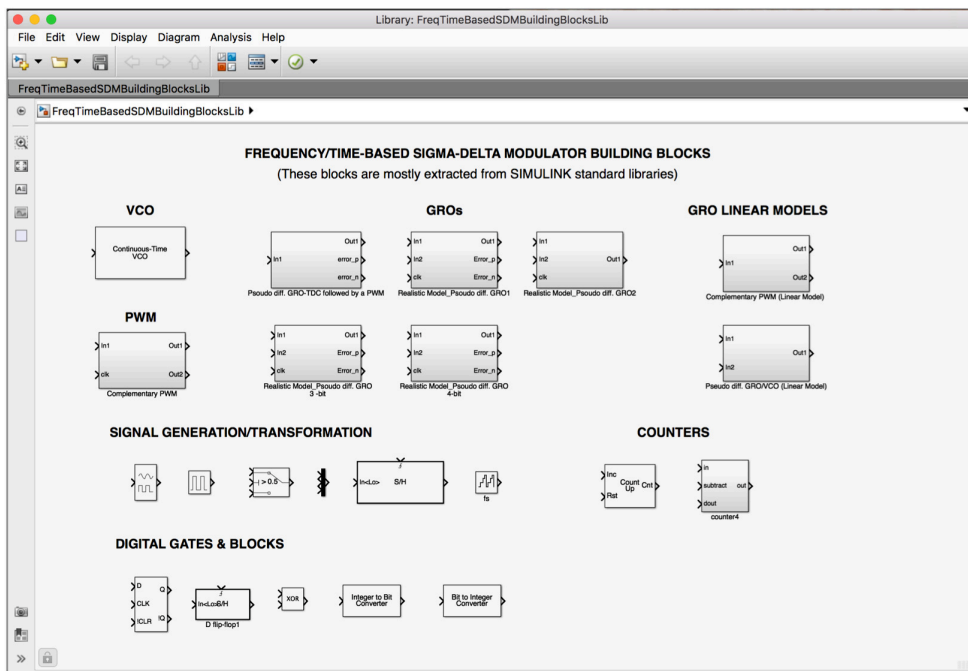 Library: FreqTimeBasedSDMBuildingBlocksLib
File Edit View Display Diagram Analysis Help
FreqTimeBasedSDMBuildingBlocksLib
FreqTimeBasedSDMBuildingBlocksLib
FREQUENCY/TIME-BASED SIGMA-DELTA MODULATOR BUILDING BLOCKS
(These blocks are mostly extracted from SIMULINK standard libraries)
VCO
Continuous-Time
VCO
PWM
In1 Out1
clk Out2
Complementary PWM
GROs
In1 Out1
error_p
error_n
Psoudo diff. GRO-TDC followed by a PWM
In1 Out1
In2 Error_p
clk Error_n
Realistic Model_Psoudo diff. GRO1
In1
In2 Out1
clk
Realistic Model_Psoudo diff. GRO2
In1 Out1
In2 Error_p
clk Error_n
Realistic Model_Psoudo diff. GRO
3 -bit
In1 Out1
In2 Error_p
clk Error_n
Realistic Model_Psoudo diff. GRO
4-bit
GRO LINEAR MODELS
In1 Out1
Out2
Complementary PWM (Linear Model)
In1 Out1
In2
Pseudo diff. GRO/VCO (Linear Model)
SIGNAL GENERATION/TRANSFORMATION
> 0.5
In<Lo> S/H
fs
COUNTERS
Inc Count Up Cnt
Rst
in
subtract out
dout
counter4
DIGITAL GATES & BLOCKS
D Q
CLK
!CLR !Q
In<Lo>S/H
D flip-flop1
XOR
Integer to Bit
Converter
Bit to Integer
Converter